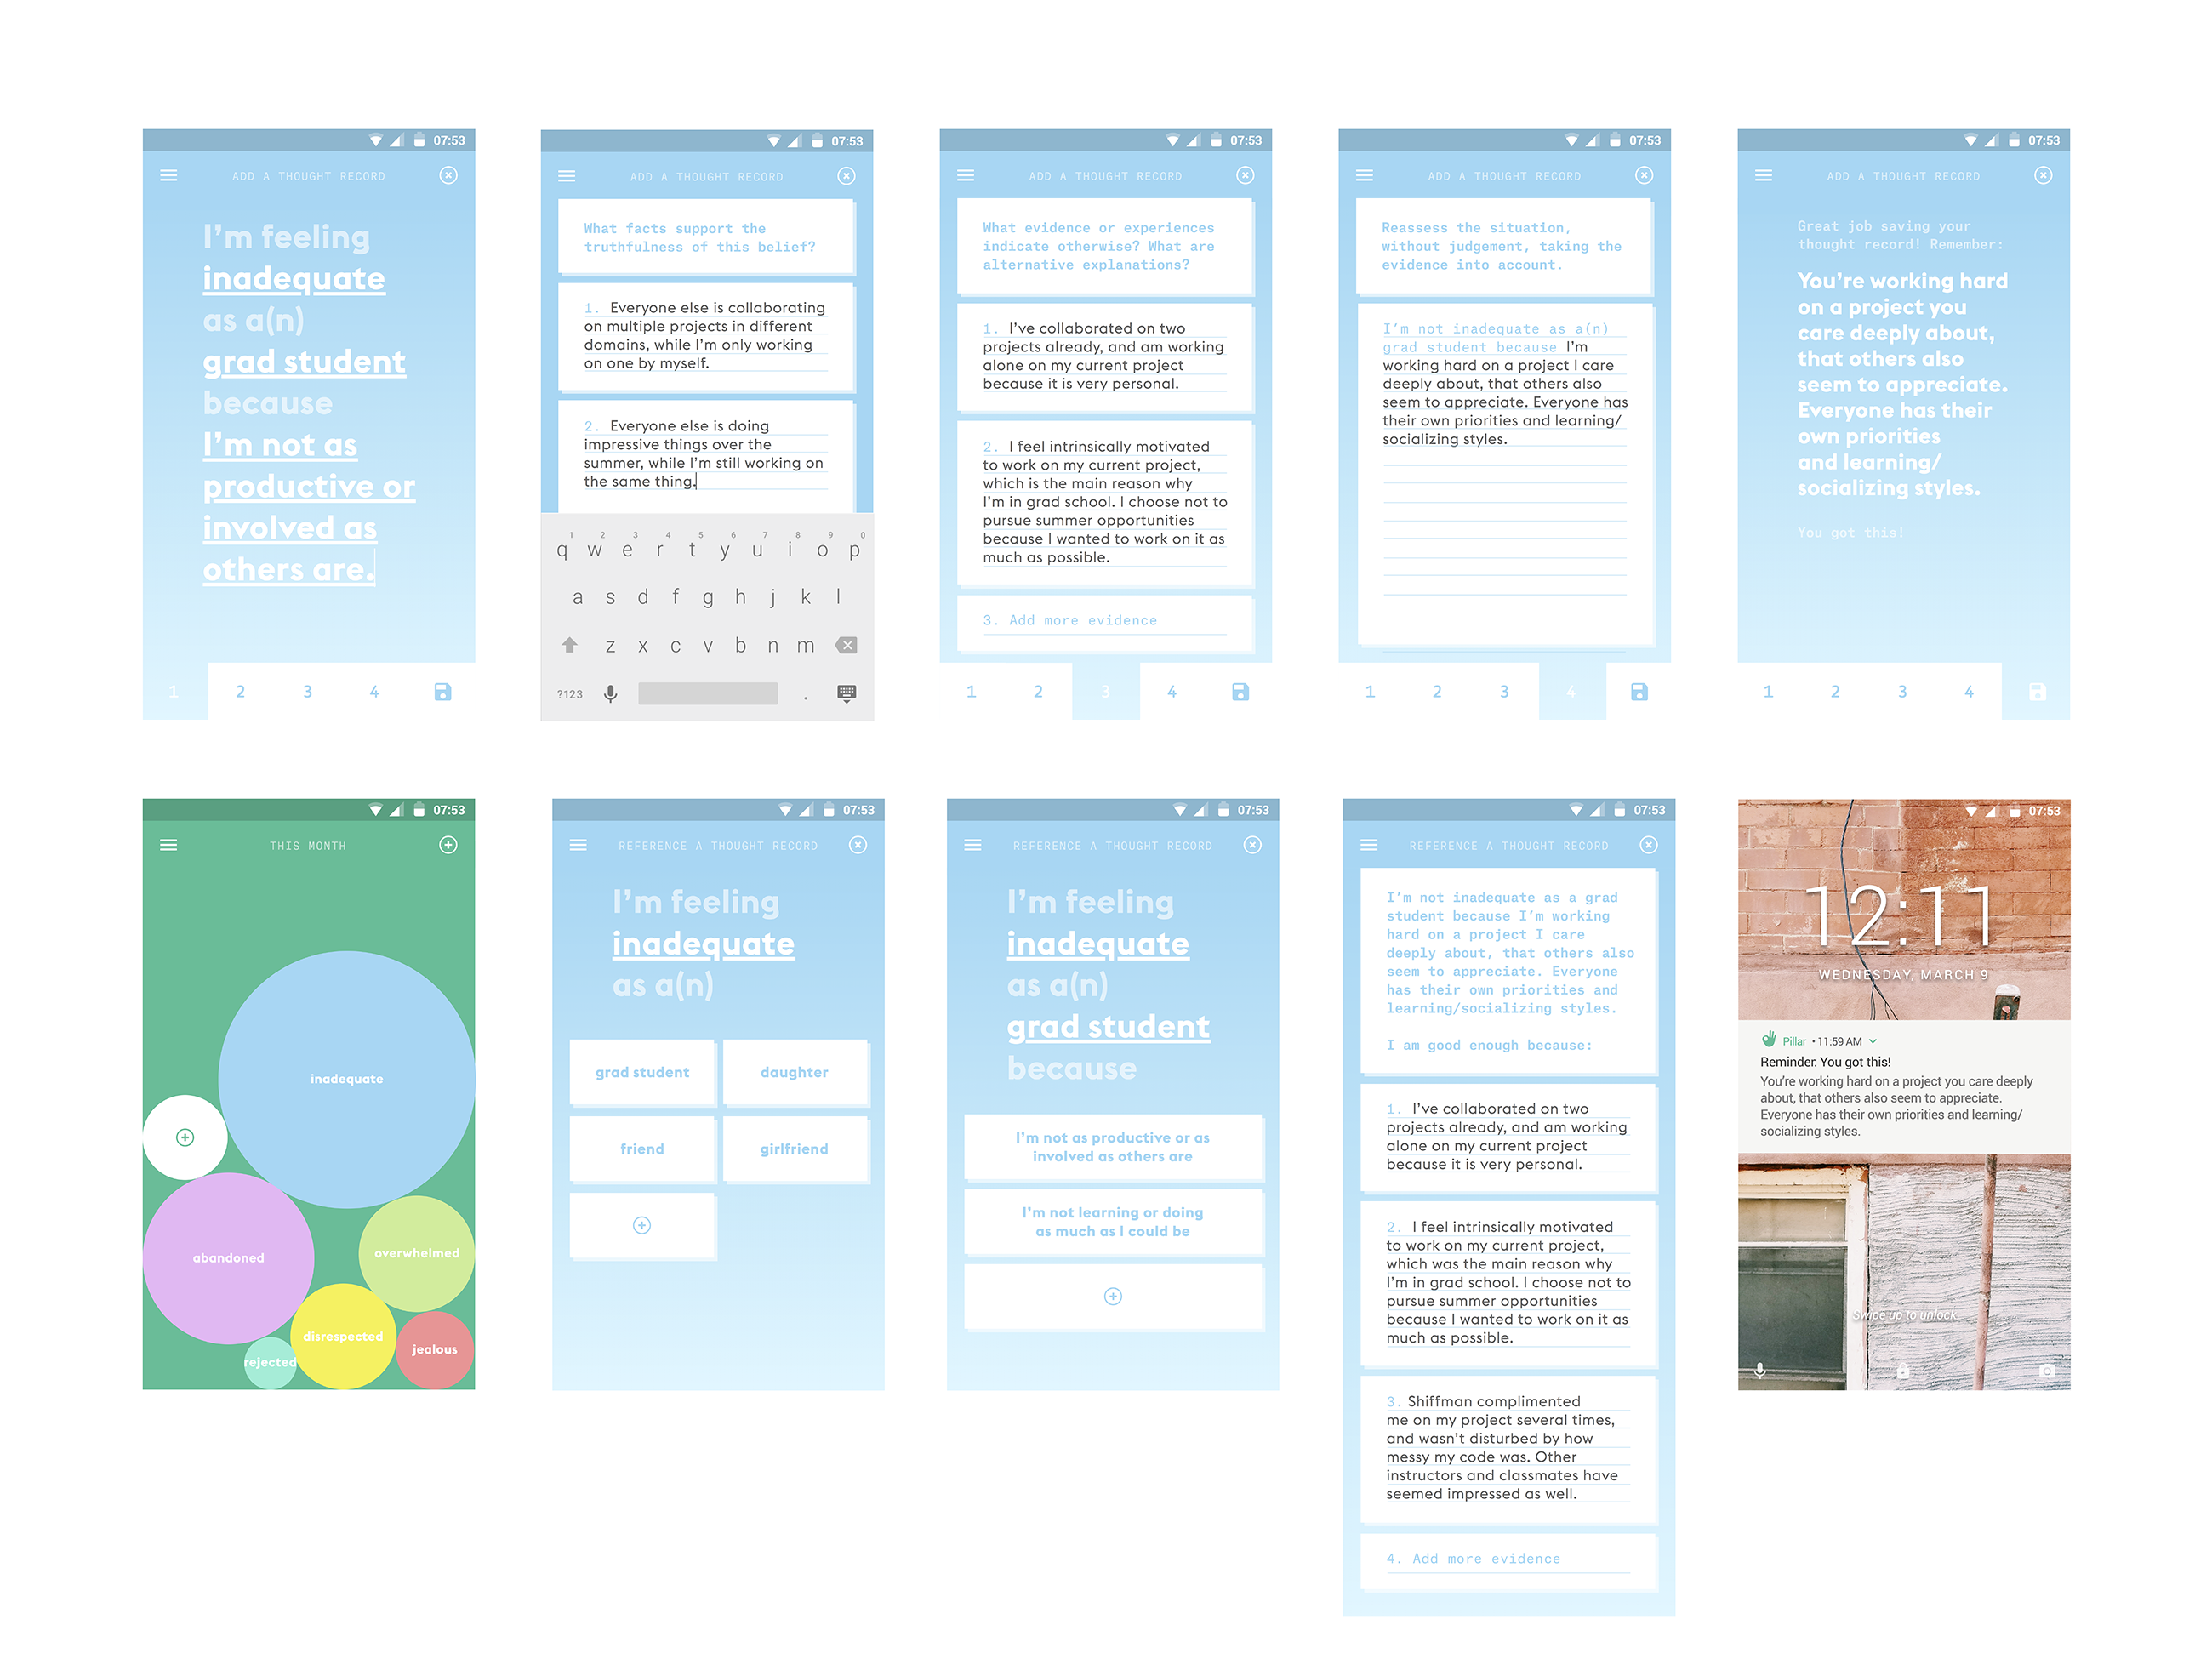 07:53
ADD A THOUGHT RECORD
I'm feeling
inadequate
as a(n)
grad student
because
I'm not as
productive or
involved as
others are.
1 2 3 4
07:53
ADD A THOUGHT RECORD
What facts support the
truthfulness of this belief?
1. Everyone else is collaborating
on multiple projects in different
domains, while I'm only working
on one by myself.
2. Everyone else is doing
impressive things over the
summer, while I'm still working on
the same thing.
1 2 3 4 5 6 7 8 9 0
q w e r t y u i o p
a s d f g h j k l
z x c v b n m
?123 .
07:53
ADD A THOUGHT RECORD
What evidence or experiences
indicate otherwise? What are
alternative explanations?
1. I've collaborated on two
projects already, and am working
alone on my current project
because it is very personal.
2. I feel intrinsically motivated
to work on my current project,
which is the main reason why
I'm in grad school. I choose not to
pursue summer opportunities
because I wanted to work on it as
much as possible.
3. Add more evidence
1 2 3 4
07:53
ADD A THOUGHT RECORD
Reassess the situation,
without judgement, taking the
evidence into account.
I'm not inadequate as a(n)
grad student because I'm
working hard on a project I care
deeply about, that others also
seem to appreciate. Everyone has
their own priorities and learning/
socializing styles.
1 2 3 4
07:53
ADD A THOUGHT RECORD
Great job saving your
thought record! Remember:
You're working hard
on a project you
care deeply about,
that others also
seem to appreciate.
Everyone has their
own priorities
and learning/
socializing styles.
You got this!
1 2 3 4
07:53
THIS MONTH
inadequate
abandoned
overwhelmed
disrespected
jealous
rejected
07:53
REFERENCE A THOUGHT RECORD
I'm feeling
inadequate
as a(n)
grad student
daughter
friend
girlfriend
07:53
REFERENCE A THOUGHT RECORD
I'm feeling
inadequate
as a(n)
grad student
because
I'm not as productive or as
involved as others are
I'm not learning or doing
as much as I could be
07:53
REFERENCE A THOUGHT RECORD
I'm not inadequate as a grad
student because I'm working
hard on a project I care
deeply about, that others also
seem to appreciate. Everyone
has their own priorities and
learning/socializing styles.
I am good enough because:
1. I've collaborated on two
projects already, and am working
alone on my current project
because it is very personal.
2. I feel intrinsically motivated
to work on my current project,
which was the main reason why
I'm in grad school. I choose not to
pursue summer opportunities
because I wanted to work on it as
much as possible.
3. Shiffman complimented
me on my project several times,
and wasn't disturbed by how
messy my code was. Other
instructors and classmates have
seemed impressed as well.
4. Add more evidence
07:53
12:11
WEDNESDAY, MARCH 9
Pillar • 11:59 AM
Reminder: You got this!
You're working hard on a project you care deeply
about, that others also seem to appreciate.
Everyone has their own priorities and learning/
socializing styles.
Swipe up to unlock.